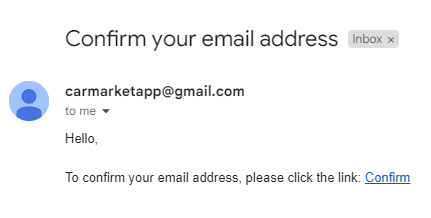 Confirm your email address Inbox ×
carmarketapp@gmail.com
to me
Hello,
To confirm your email address, please click the link: Confirm